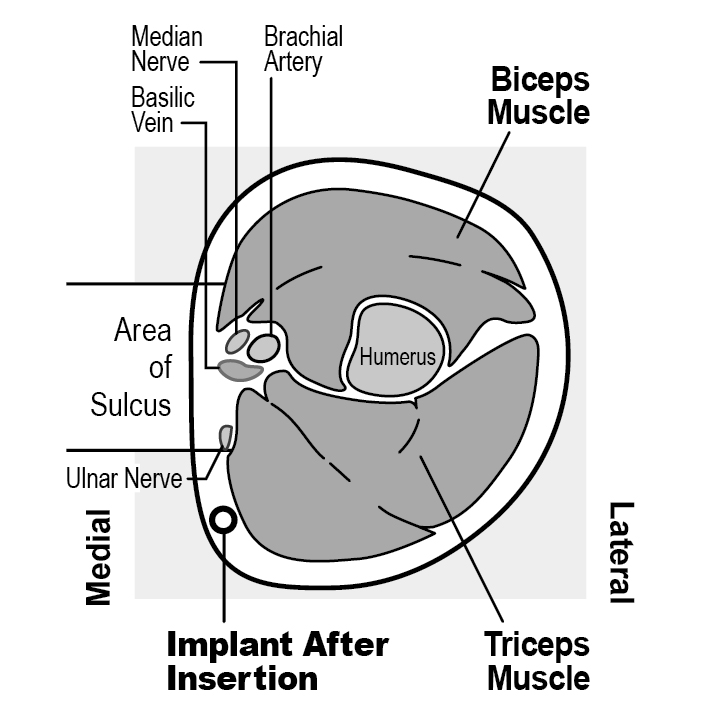 Median
Nerve
Brachial
Artery
Basilic
Vein
Biceps
Muscle
Area
of
Sulcus
Humerus
Ulnar Nerve
Medial
Lateral
Implant After
Insertion
Triceps
Muscle